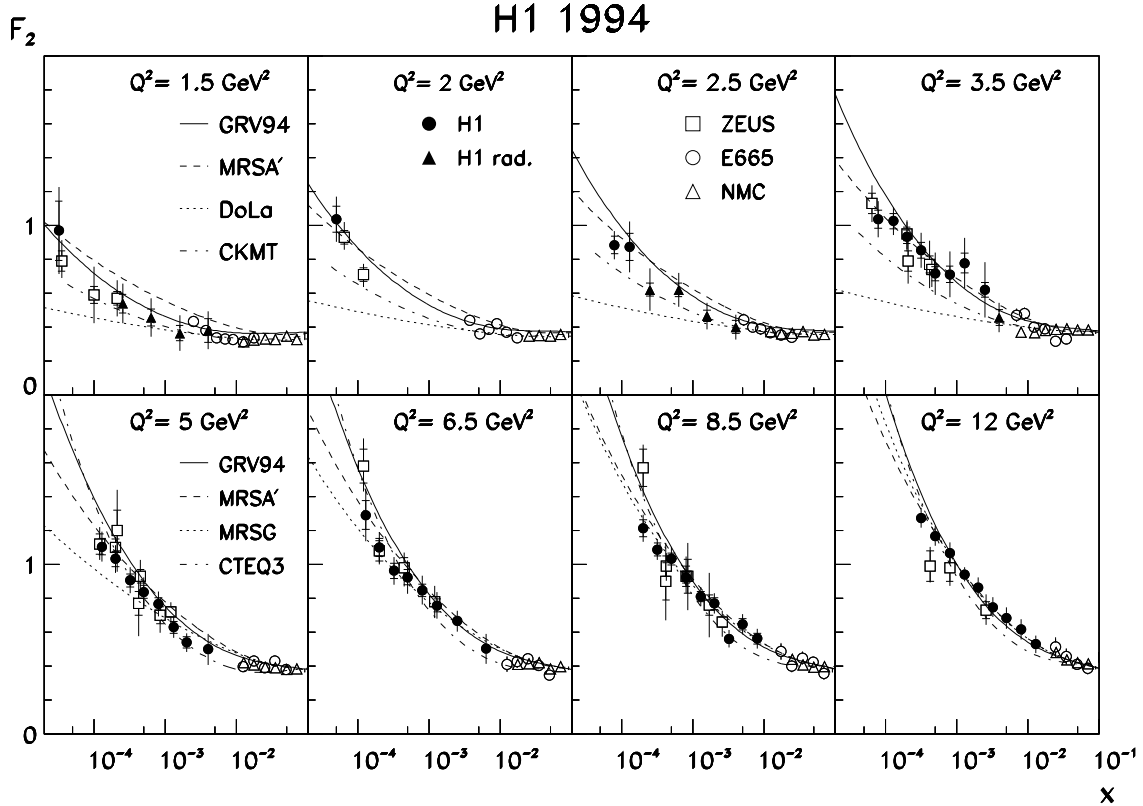 H1 1994
F₂
2
Q²= 1.5 GeV²
GRV94
MRSA′
DoLa
CKMT
Q²= 2 GeV²
H1
H1 rad.
Q²= 2.5 GeV²
ZEUS
E665
NMC
Q²= 3.5 GeV²
1
0
Q²= 5 GeV²
GRV94
MRSA′
MRSG
CTEQ3
Q²= 6.5 GeV²
Q²= 8.5 GeV²
Q²= 12 GeV²
1
0
10⁻⁴ 10⁻³ 10⁻² 10⁻⁴ 10⁻³ 10⁻² 10⁻⁴ 10⁻³ 10⁻² 10⁻⁴ 10⁻³ 10⁻² 10⁻¹
x